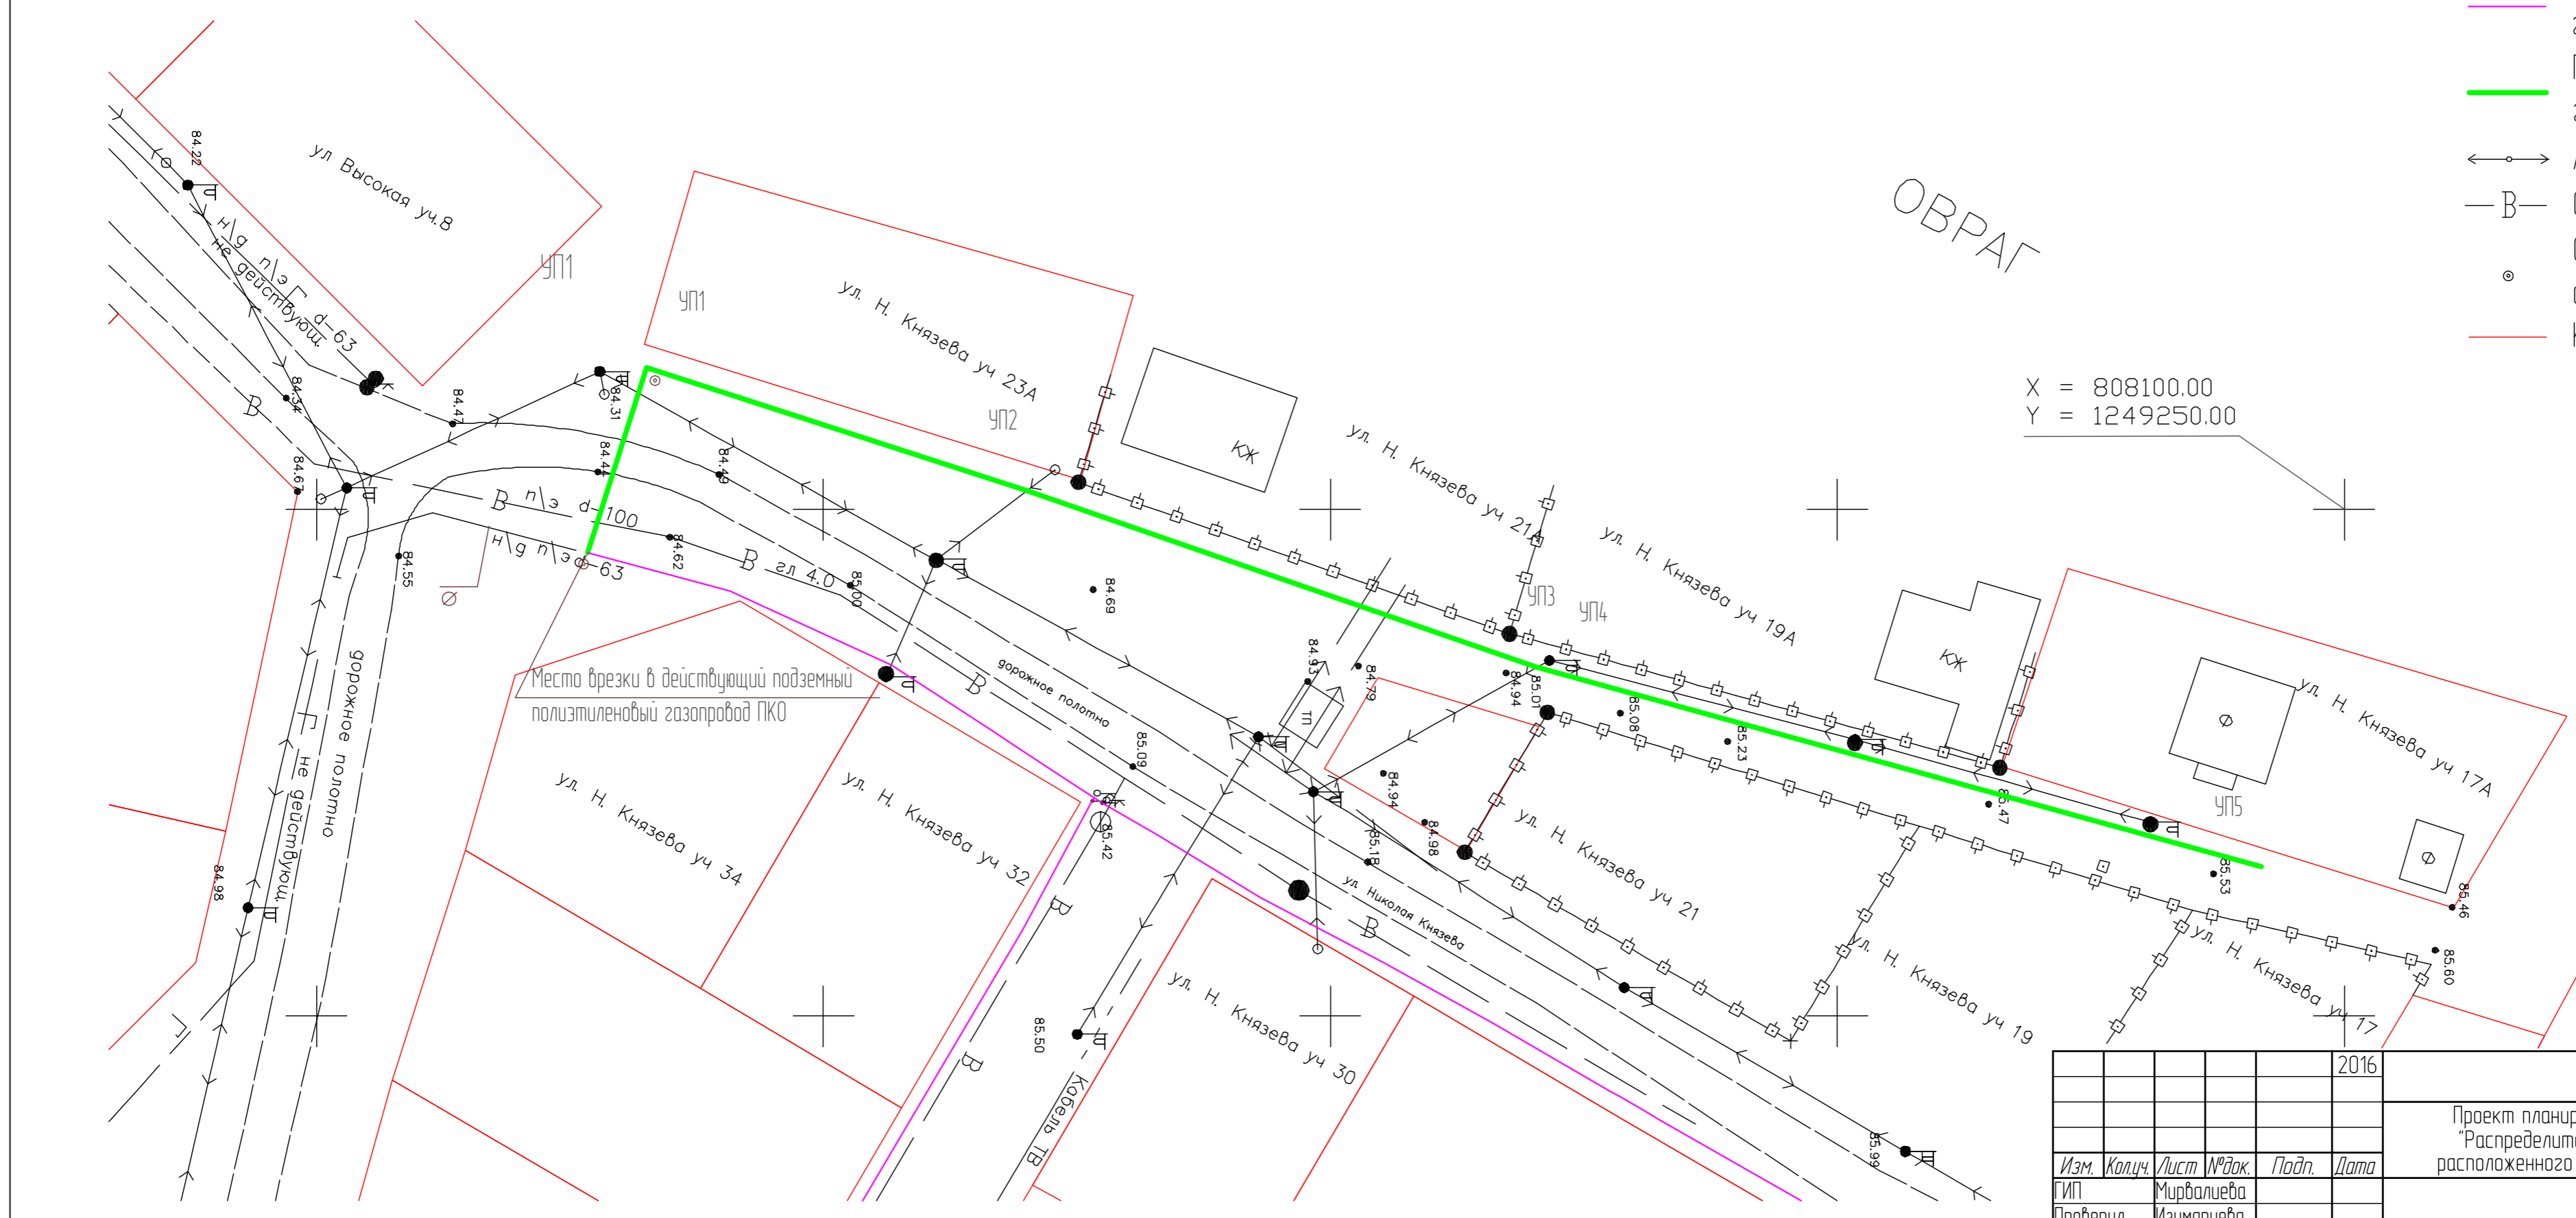 84.22
ул Высокая уч.8
УП1
н\д п\э Г d-63
не действующ.
84.34
84.47
84.67
В
К
84.31
84.44
84.49
УП1
ул. Н. Князева уч 23А
УП2
КЖ
ОВРАГ
В
X = 808100.00
Y = 1249250.00
ул. Н. Князева уч 21А
ул. Н. Князева уч 19А
УП3
УП4
КЖ
ул. Н. Князева уч 17А
Ф
Ф
УП5
В п\э d-100
н\д п\э d-63
84.62
В гл 4.0
85.00
84.55
84.69
Место врезки в действующий подземный
полиэтиленовый газопровод ПКО
дорожное полотно
В
дорожное полотно
Г не действующ.
84.93
84.79
ТП
84.94
85.01
85.08
85.23
85.47
85.53
85.46
85.60
85.09
84.94
84.98
85.18
85.42
К
ул. Н. Князева уч 34
ул. Н. Князева уч 32
ул. Н. Князева уч 21
ул. Николая Князева
В
В
В
ул. Н. Князева уч 19
ул. Н. Князева уч 17
ул. Н. Князева уч 30
84.98
Г
85.50
Кабель ТВ
85.99
2016
Проект планир
"Распределит
расположенного
Изм. Кол.уч. Лист №док. Подп. Дата
ГИП Мирвалиева
Проверил